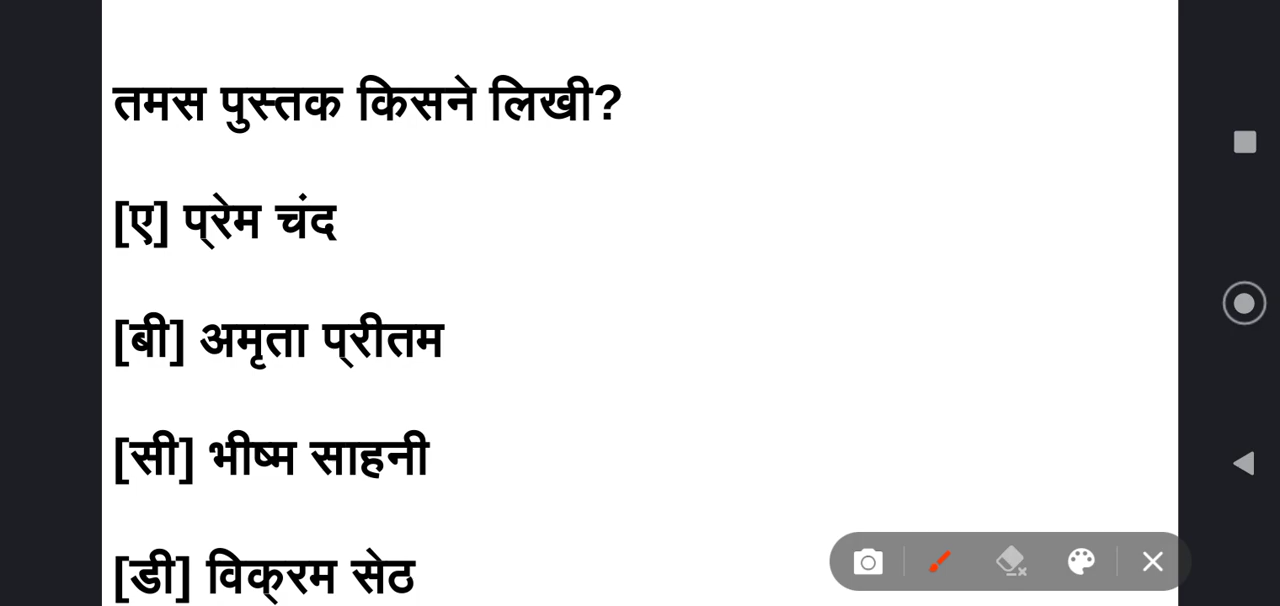 तमस पुस्तक किसने लिखी?
[ए] प्रेम चंद
[बी] अमृता प्रीतम
[सी] भीष्म साहनी
[डी] विक्रम सेठ